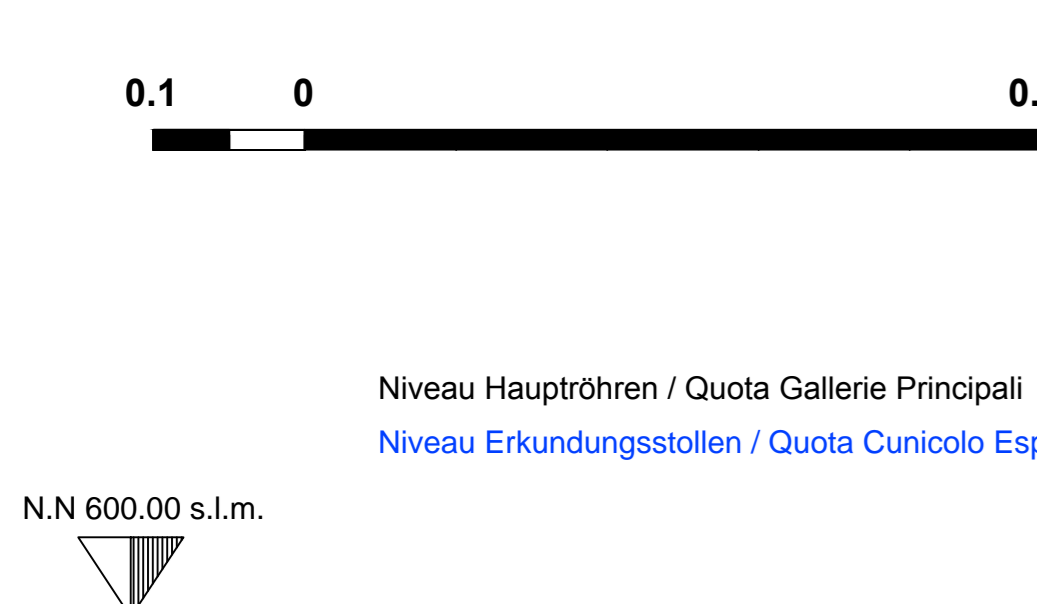 0.1 0
Niveau Hauptröhren / Quota Gallerie Principali
Niveau Erkundungsstollen / Quota Cunicolo
N.N 600.00 s.l.m.